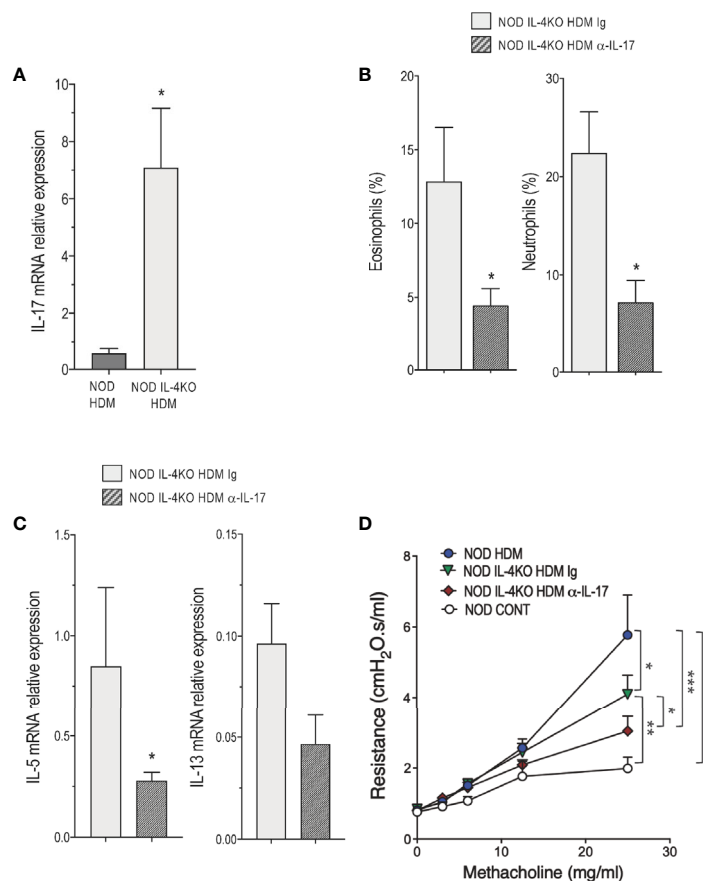 NOD IL-4KO HDM Ig
NOD IL-4KO HDM α-IL-17
A
IL-17 mRNA relative expression
10
8
6
4
2
0
*
NOD
HDM
NOD IL-4KO
HDM
B
Eosinophils (%)
20
15
10
5
0
*
Neutrophils (%)
30
20
10
0
*
NOD IL-4KO HDM Ig
NOD IL-4KO HDM α-IL-17
C
IL-5 mRNA relative expression
1.5
1.0
0.5
0.0
*
IL-13 mRNA relative expression
0.15
0.10
0.05
0.00
D
NOD HDM
NOD IL-4KO HDM Ig
NOD IL-4KO HDM α-IL-17
NOD CONT
Resistance (cmH2O.s/ml)
8
6
4
2
0
*
**
*
***
0
10
20
30
Methacholine (mg/ml)